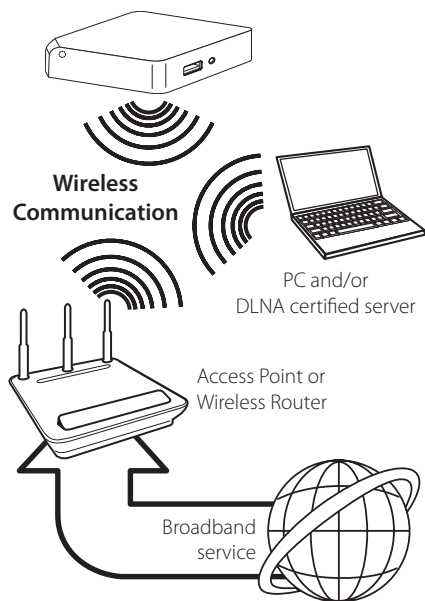 Wireless
Communication
PC and/or
DLNA certified server
Access Point or
Wireless Router
Broadband
service